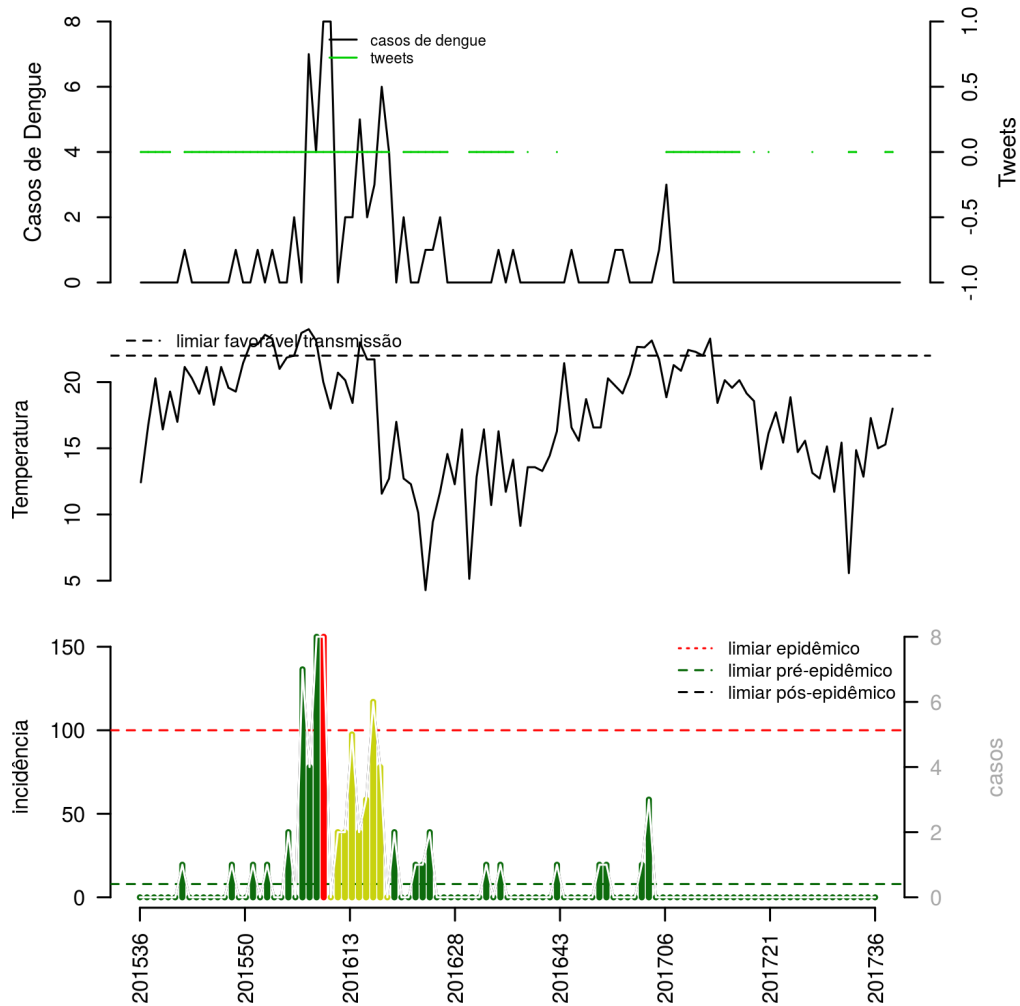 8
6
4
2
0
Casos de Dengue
casos de dengue
tweets
1.0
0.5
0.0
-0.5
-1.0
Tweets
limiar favorável transmissão
20
15
10
5
Temperatura
limiar epidêmico
limiar pré-epidêmico
limiar pós-epidêmico
150
100
50
0
incidência
8
6
4
2
0
casos
201536
201550
201613
201628
201643
201706
201721
201736